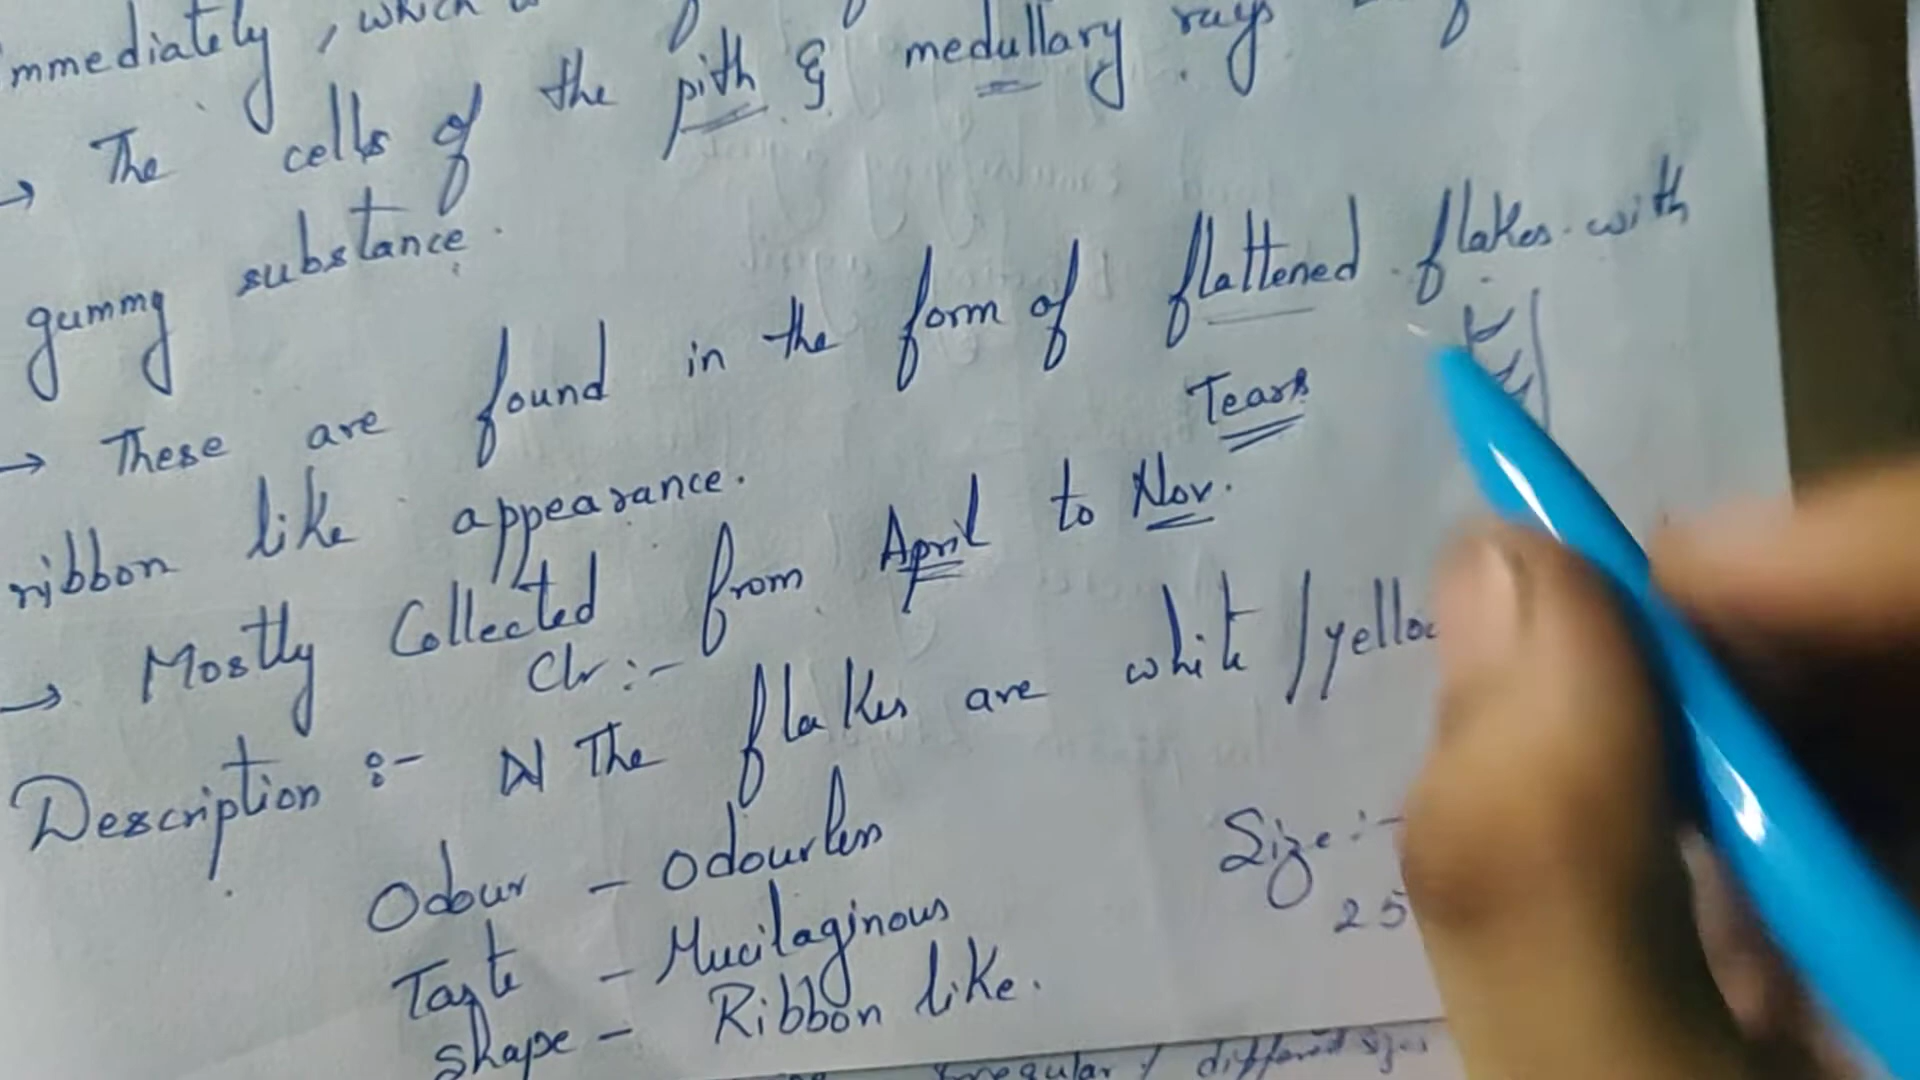 immediately, which
→ The cells of the pith & medullary rays
gummy substance.
→ These are found in the form of flattened flakes with
Tears
ribbon like appearance.
→ Mostly Collected from April to Nov.
Clr :-
Description :- The flakes are white / yello
Odour - Odourless
Size :-
25
Taste - Mucilaginous
Shape - Ribbon like.
different sizes